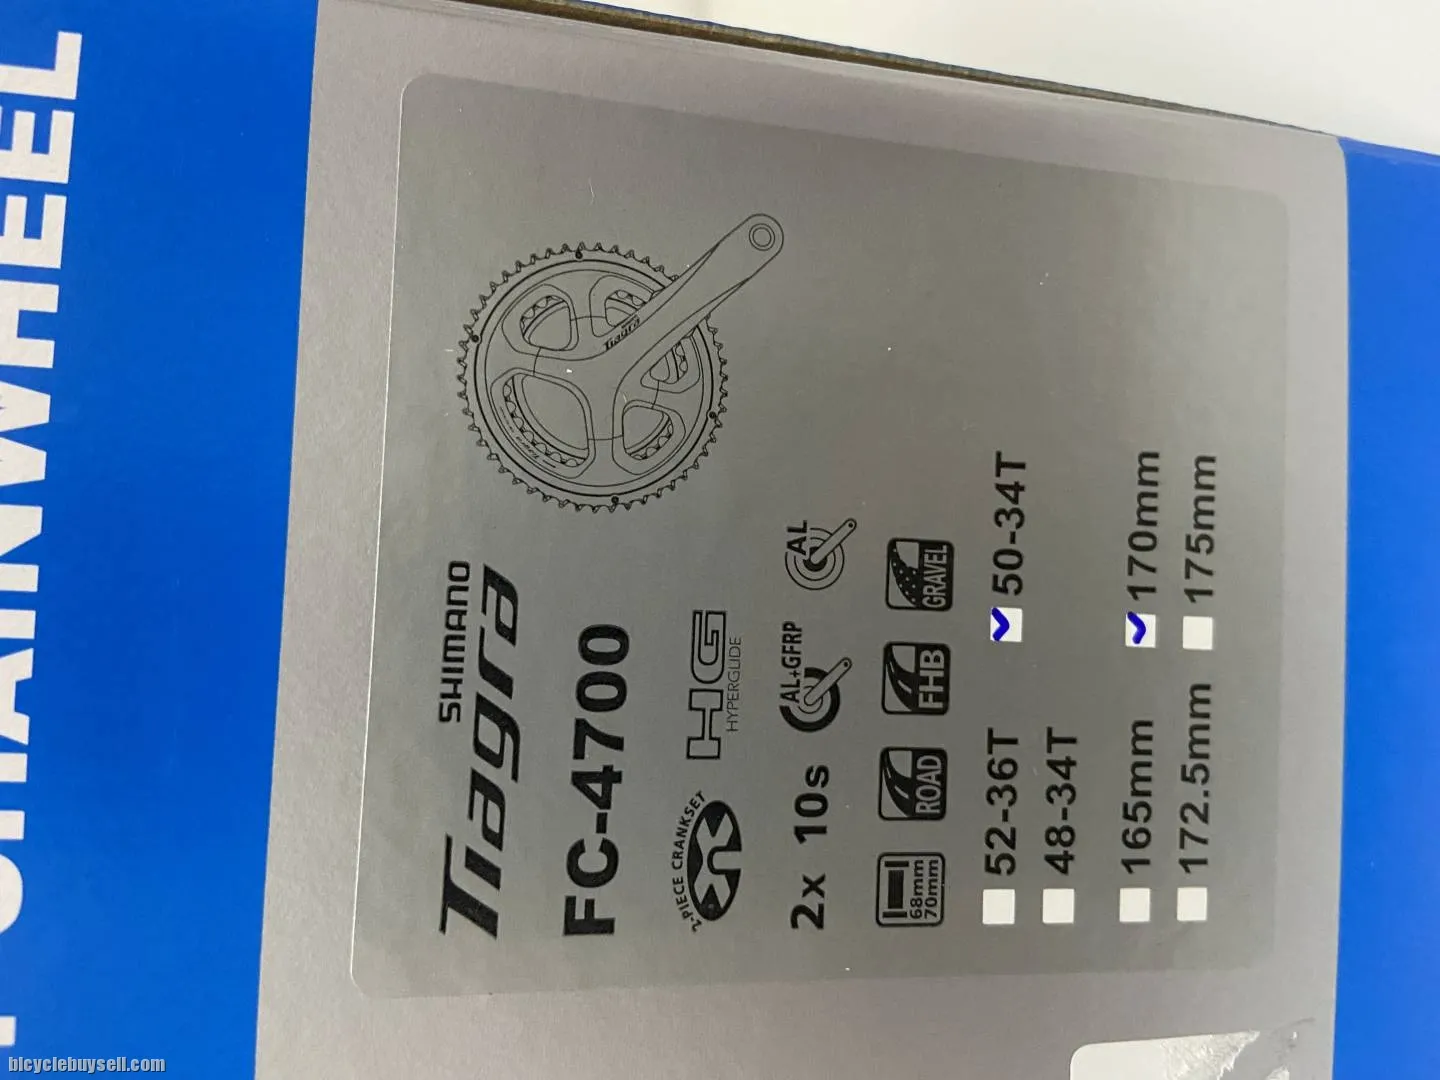 CHAINWHEEL
SHIMANO
Tiagra
FC-4700
2-PIECE CRANKSET
HG
HYPERGLIDE
2x 10s
AL+GFRP
AL
68mm
70mm
ROAD
FHB
GRAVEL
52-36T 50-34T
48-34T
165mm 170mm
172.5mm 175mm
Tiagra
bicyclebuysell.com